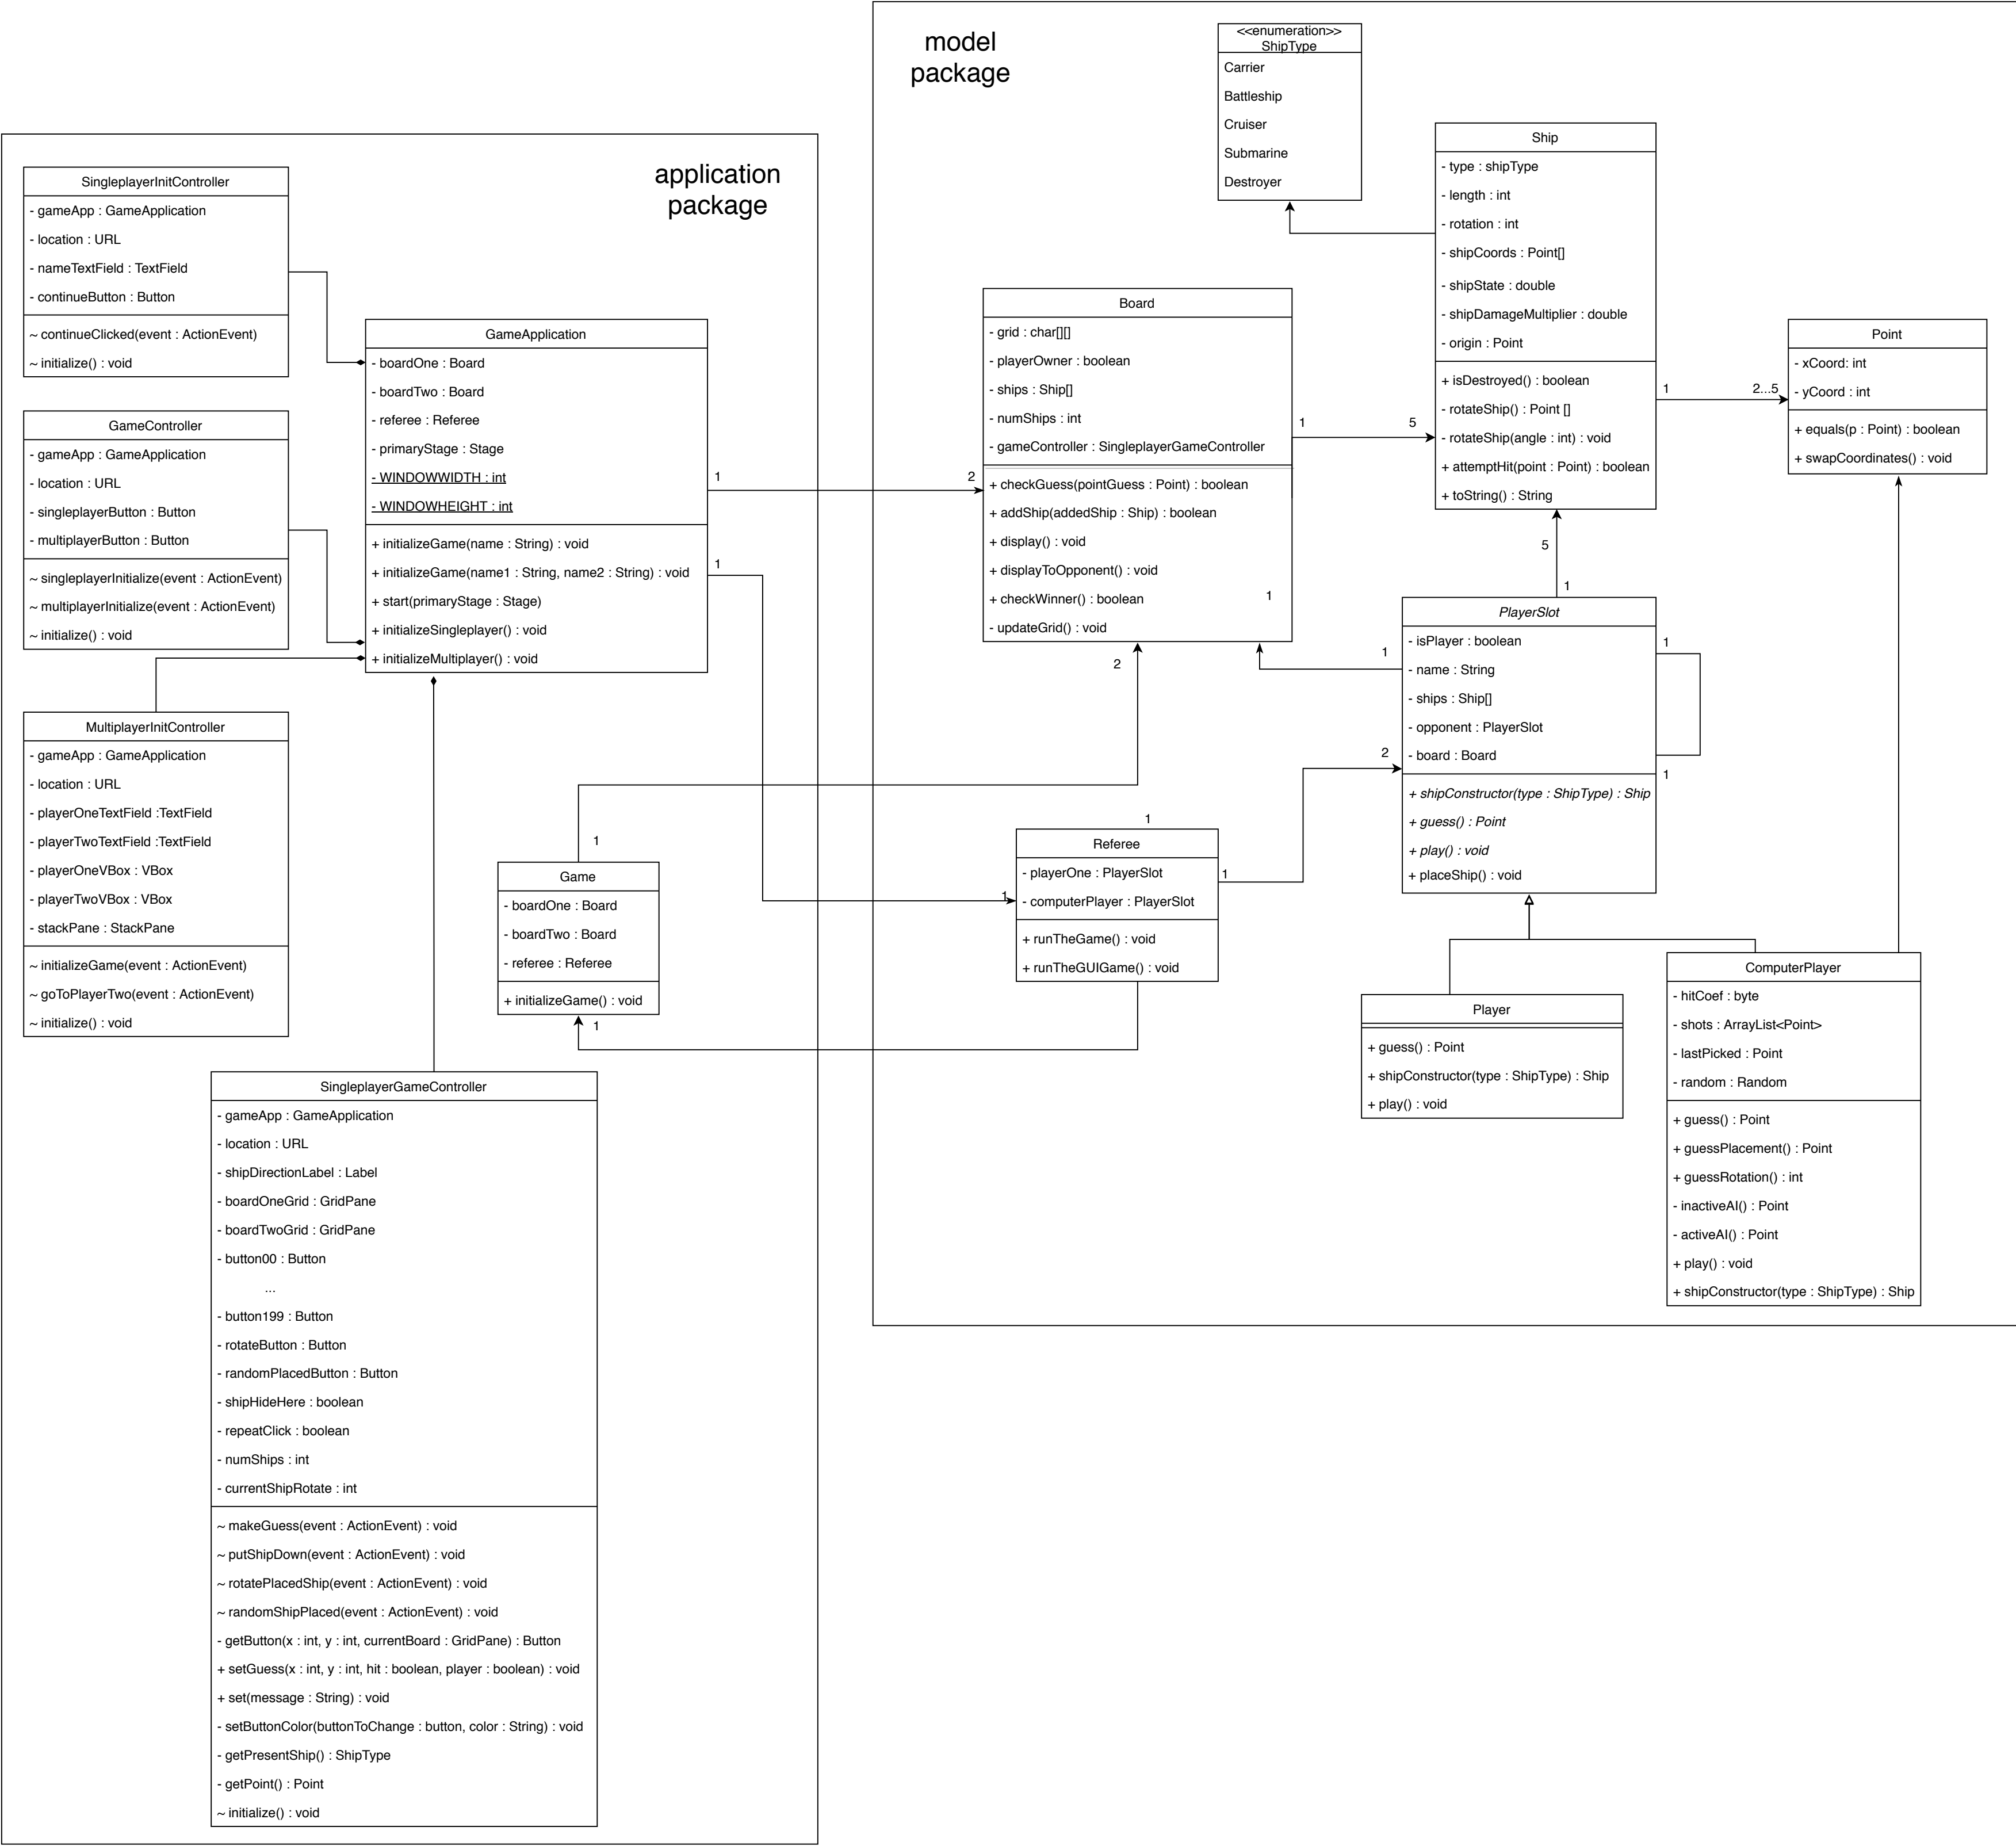 model
package
<<enumeration>>
ShipType
Carrier
Battleship
Cruiser
Submarine
Destroyer
Ship
- type : shipType
- length : int
- rotation : int
- shipCoords : Point[]
- shipState : double
- shipDamageMultiplier : double
- origin : Point
+ isDestroyed() : boolean
- rotateShip() : Point []
- rotateShip(angle : int) : void
+ attemptHit(point : Point) : boolean
+ toString() : String
1
2...5
Point
- xCoord: int
- yCoord : int
+ equals(p : Point) : boolean
+ swapCoordinates() : void
Board
- grid : char[][]
- playerOwner : boolean
- ships : Ship[]
- numShips : int
- gameController : SingleplayerGameController
+ checkGuess(pointGuess : Point) : boolean
+ addShip(addedShip : Ship) : boolean
+ display() : void
+ displayToOpponent() : void
+ checkWinner() : boolean
- updateGrid() : void
1
5
1
2
5
1
1
PlayerSlot
- isPlayer : boolean
- name : String
- ships : Ship[]
- opponent : PlayerSlot
- board : Board
+ shipConstructor(type : ShipType) : Ship
+ guess() : Point
+ play() : void
+ placeShip() : void
1
1
2
1
Referee
- playerOne : PlayerSlot
- computerPlayer : PlayerSlot
+ runTheGame() : void
+ runTheGUIGame() : void
1
1
Player
+ guess() : Point
+ shipConstructor(type : ShipType) : Ship
+ play() : void
ComputerPlayer
- hitCoef : byte
- shots : ArrayList<Point>
- lastPicked : Point
- random : Random
+ guess() : Point
+ guessPlacement() : Point
+ guessRotation() : int
- inactiveAI() : Point
- activeAI() : Point
+ play() : void
+ shipConstructor(type : ShipType) : Ship
application
package
SingleplayerInitController
- gameApp : GameApplication
- location : URL
- nameTextField : TextField
- continueButton : Button
~ continueClicked(event : ActionEvent)
~ initialize() : void
GameController
- gameApp : GameApplication
- location : URL
- singleplayerButton : Button
- multiplayerButton : Button
~ singleplayerInitialize(event : ActionEvent)
~ multiplayerInitialize(event : ActionEvent)
~ initialize() : void
GameApplication
- boardOne : Board
- boardTwo : Board
- referee : Referee
- primaryStage : Stage
- WINDOWWIDTH : int
- WINDOWHEIGHT : int
+ initializeGame(name : String) : void
+ initializeGame(name1 : String, name2 : String) : void
+ start(primaryStage : Stage)
+ initializeSingleplayer() : void
+ initializeMultiplayer() : void
1
2
1
MultiplayerInitController
- gameApp : GameApplication
- location : URL
- playerOneTextField :TextField
- playerTwoTextField :TextField
- playerOneVBox : VBox
- playerTwoVBox : VBox
- stackPane : StackPane
~ initializeGame(event : ActionEvent)
~ goToPlayerTwo(event : ActionEvent)
~ initialize() : void
1
Game
- boardOne : Board
- boardTwo : Board
- referee : Referee
+ initializeGame() : void
1
SingleplayerGameController
- gameApp : GameApplication
- location : URL
- shipDirectionLabel : Label
- boardOneGrid : GridPane
- boardTwoGrid : GridPane
- button00 : Button
...
- button199 : Button
- rotateButton : Button
- randomPlacedButton : Button
- shipHideHere : boolean
- repeatClick : boolean
- numShips : int
- currentShipRotate : int
~ makeGuess(event : ActionEvent) : void
~ putShipDown(event : ActionEvent) : void
~ rotatePlacedShip(event : ActionEvent) : void
~ randomShipPlaced(event : ActionEvent) : void
- getButton(x : int, y : int, currentBoard : GridPane) : Button
+ setGuess(x : int, y : int, hit : boolean, player : boolean) : void
+ set(message : String) : void
- setButtonColor(buttonToChange : button, color : String) : void
- getPresentShip() : ShipType
- getPoint() : Point
~ initialize() : void